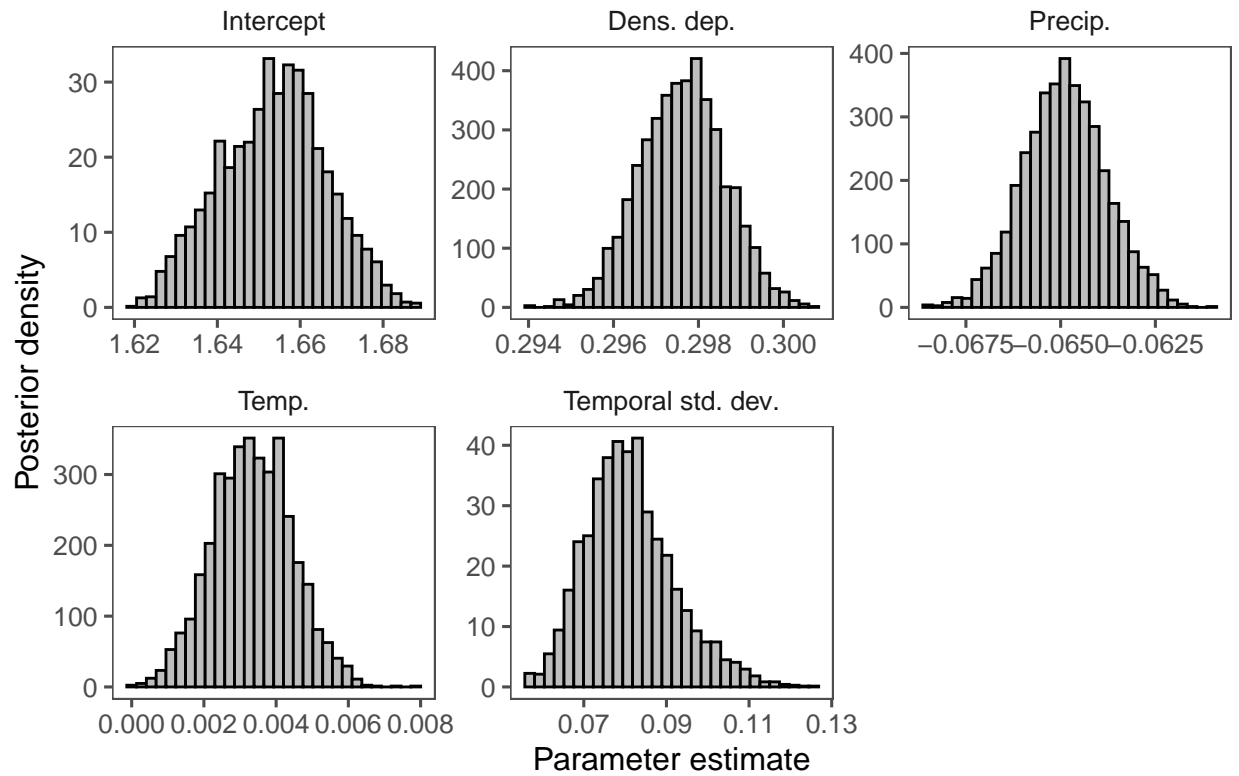 Intercept
Dens. dep.
Precip.
30
20
10
0
1.62 1.64 1.66 1.68
400
300
200
100
0
0.294 0.296 0.298 0.300
400
300
200
100
0
−0.0675 −0.0650 −0.0625
Posterior density
Temp.
Temporal std. dev.
300
200
100
0
0.000 0.002 0.004 0.006 0.008
40
30
20
10
0
0.07 0.09 0.11 0.13
Parameter estimate